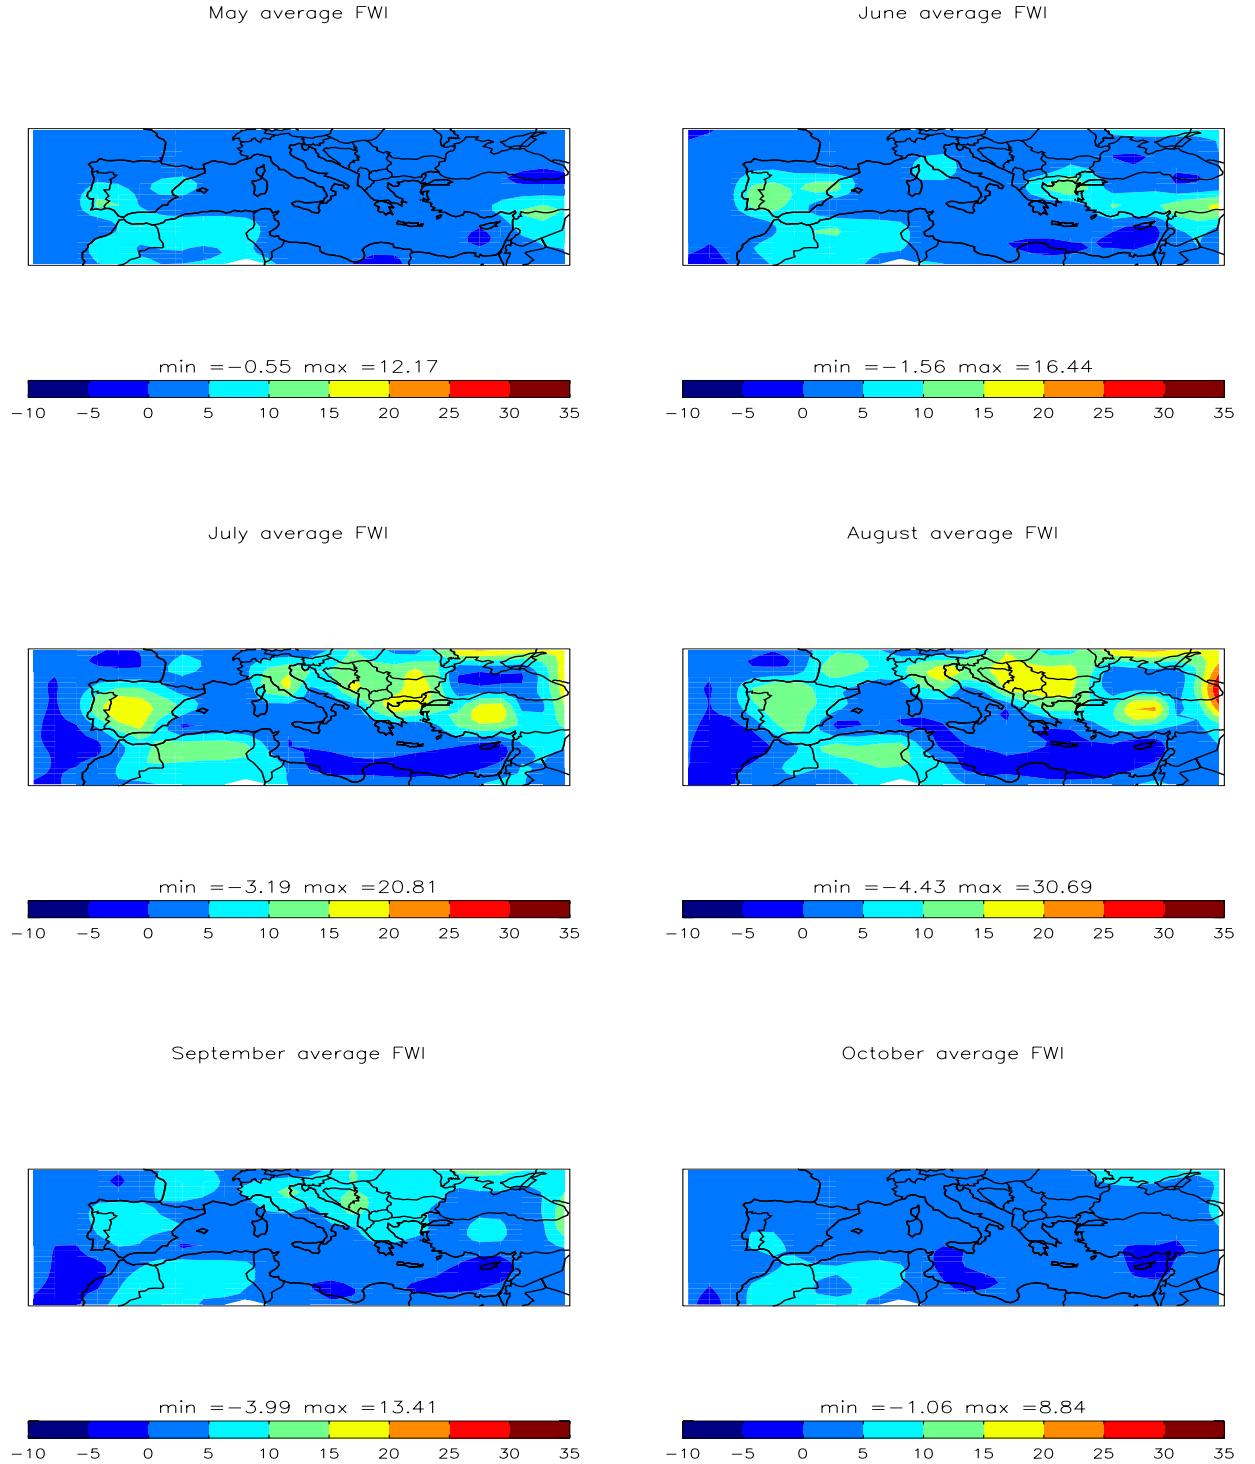 May average FWI
June average FWI
min =−0.55 max =12.17
min =−1.56 max =16.44
−10 −5 0 5 10 15 20 25 30 35
−10 −5 0 5 10 15 20 25 30 35
July average FWI
August average FWI
min =−3.19 max =20.81
min =−4.43 max =30.69
−10 −5 0 5 10 15 20 25 30 35
−10 −5 0 5 10 15 20 25 30 35
September average FWI
October average FWI
min =−3.99 max =13.41
min =−1.06 max =8.84
−10 −5 0 5 10 15 20 25 30 35
−10 −5 0 5 10 15 20 25 30 35